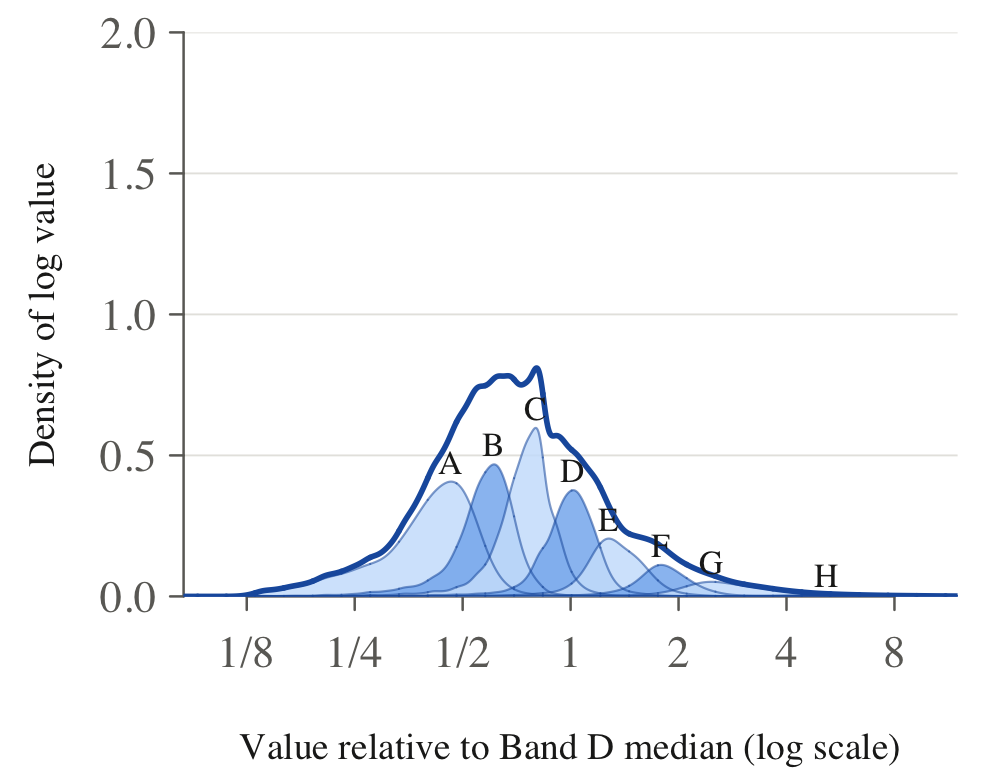 2.0
1.5
1.0
0.5
0.0
Density of log value
A
B
C
D
E
F
G
H
1/8 1/4 1/2 1 2 4 8
Value relative to Band D median (log scale)